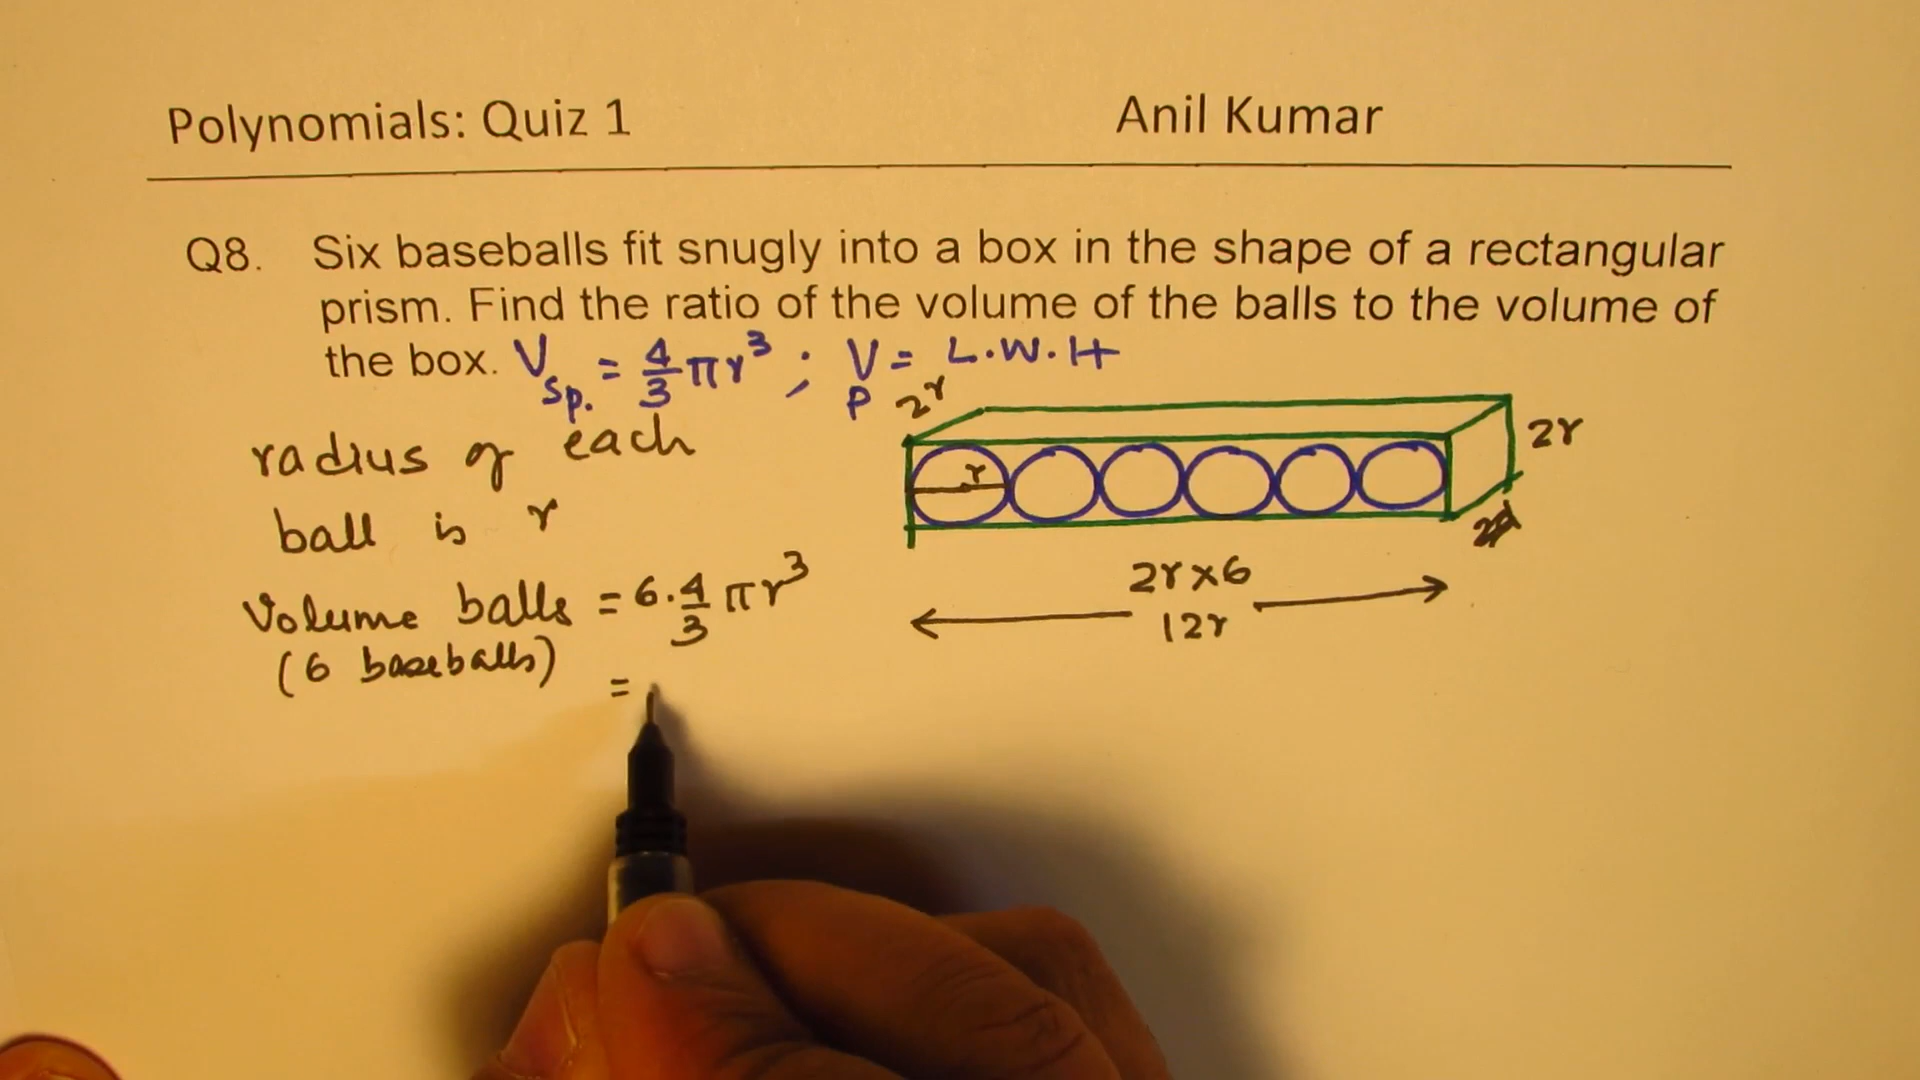 Polynomials: Quiz 1 Anil Kumar
Q8. Six baseballs fit snugly into a box in the shape of a rectangular
prism. Find the ratio of the volume of the balls to the volume of
the box. V_Sp. = 4/3 πr³ ; V_P = L.W.H
radius of each
ball is r
Volume balls = 6.4/3 πr³
(6 baseballs)
=
2r
2r
r
2r×6
12r